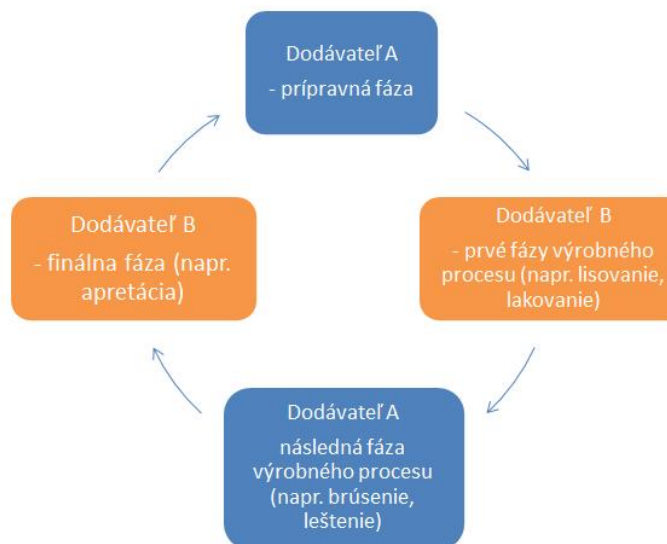 Dodávateľ A
- prípravná fáza
Dodávateľ B
- prvé fázy výrobného
procesu (napr. lisovanie,
lakovanie)
Dodávateľ A
následná fáza
výrobného procesu
(napr. brúsenie,
leštenie)
Dodávateľ B
- finálna fáza (napr.
apretácia)